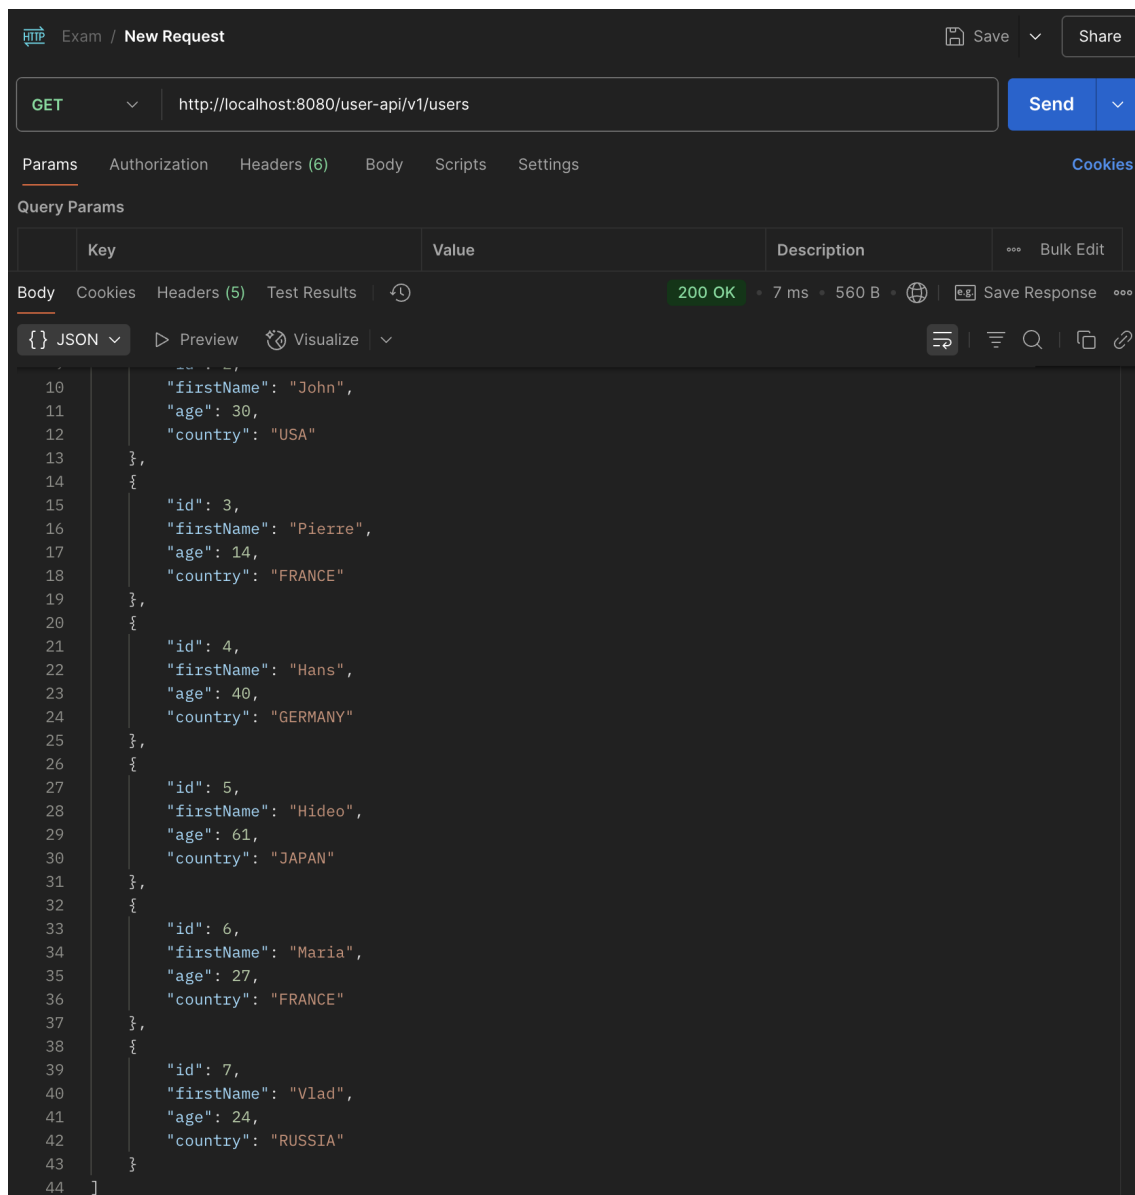 HTTP Exam / New Request Save Share
GET http://localhost:8080/user-api/v1/users Send
Params Authorization Headers (6) Body Scripts Settings Cookies
Query Params
Key Value Description Bulk Edit
Body Cookies Headers (5) Test Results 200 OK 7 ms 560 B e.g. Save Response
{} JSON Preview Visualize
"id": 2,
10 "firstName": "John",
11 "age": 30,
12 "country": "USA"
13 },
14 {
15 "id": 3,
16 "firstName": "Pierre",
17 "age": 14,
18 "country": "FRANCE"
19 },
20 {
21 "id": 4,
22 "firstName": "Hans",
23 "age": 40,
24 "country": "GERMANY"
25 },
26 {
27 "id": 5,
28 "firstName": "Hideo",
29 "age": 61,
30 "country": "JAPAN"
31 },
32 {
33 "id": 6,
34 "firstName": "Maria",
35 "age": 27,
36 "country": "FRANCE"
37 },
38 {
39 "id": 7,
40 "firstName": "Vlad",
41 "age": 24,
42 "country": "RUSSIA"
43 }
44 ]